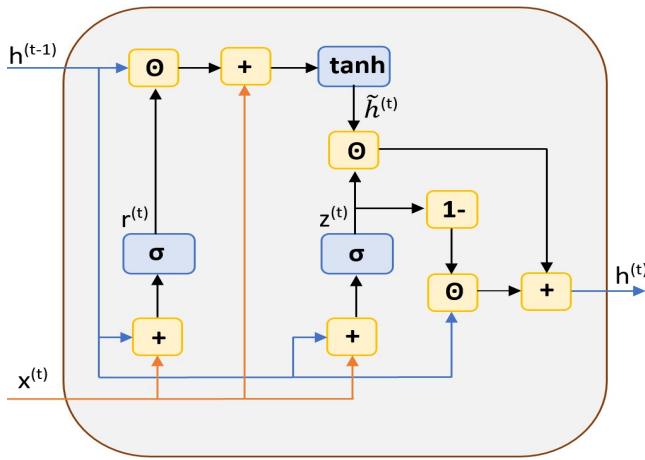 h(t-1)
ʘ
+
tanh
h̃(t)
ʘ
r(t)
z(t)
1-
σ
σ
ʘ
+
h(t)
+
+
x(t)